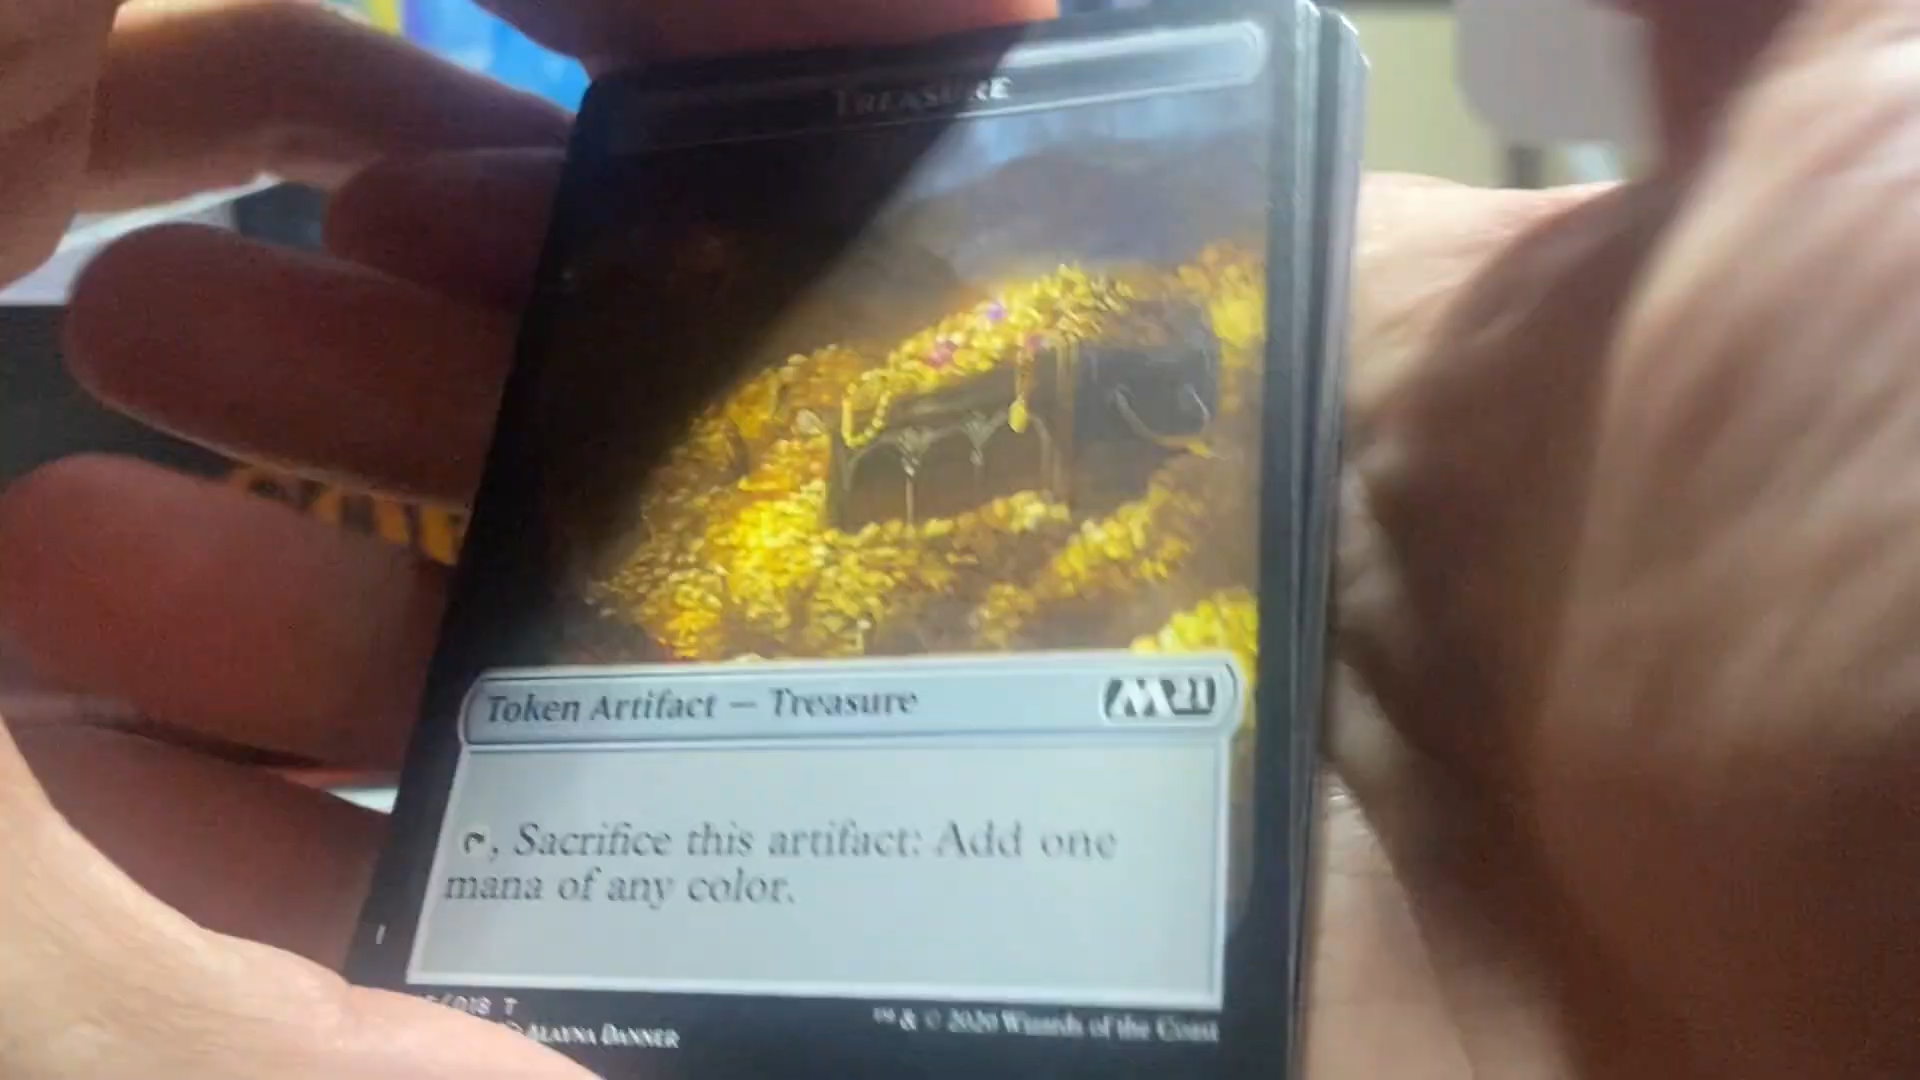 TREASURE
Token Artifact — Treasure
M21
, Sacrifice this artifact: Add one
mana of any color.
/018 T
ALAYNA DANNER
™ & © 2020 Wizards of the Coast